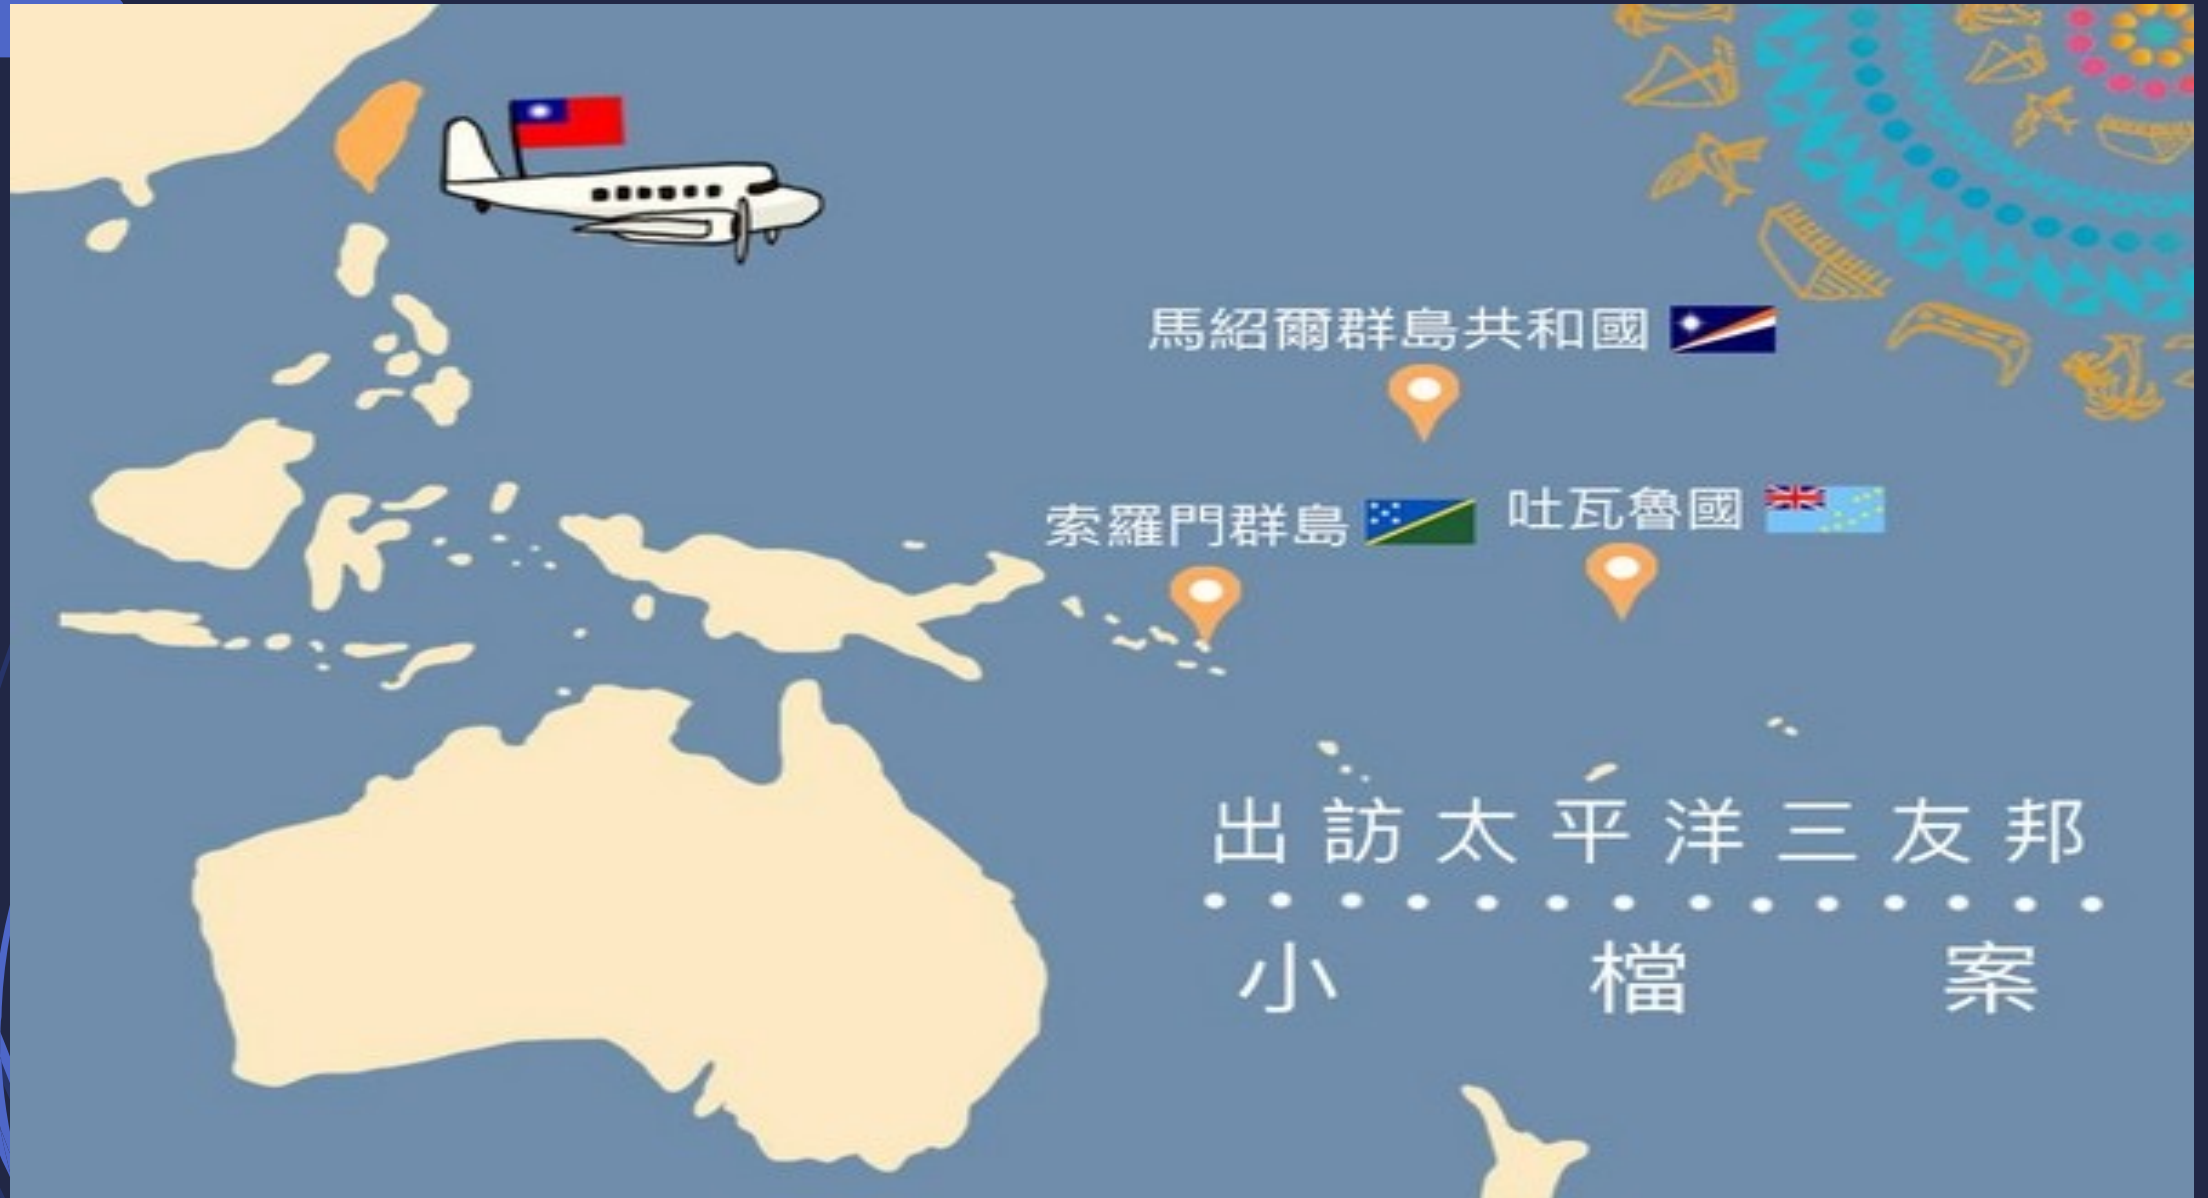 馬紹爾群島共和國
索羅門群島
吐瓦魯國
出訪太平洋三友邦
小檔案